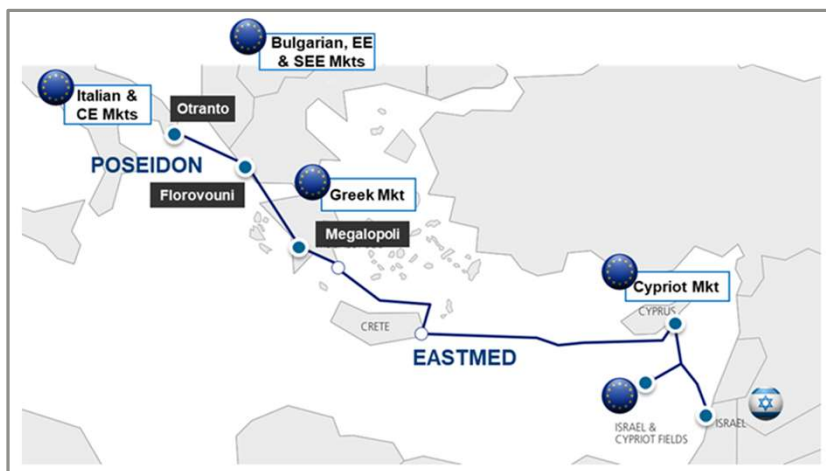 Bulgarian, EE
& SEE Mkts
Italian &
CE Mkts
Otranto
POSEIDON
Florovouni
Greek Mkt
Megalopoli
Cypriot Mkt
CYPRUS
CRETE
EASTMED
ISRAEL &
CYPRIOT FIELDS
ISRAEL